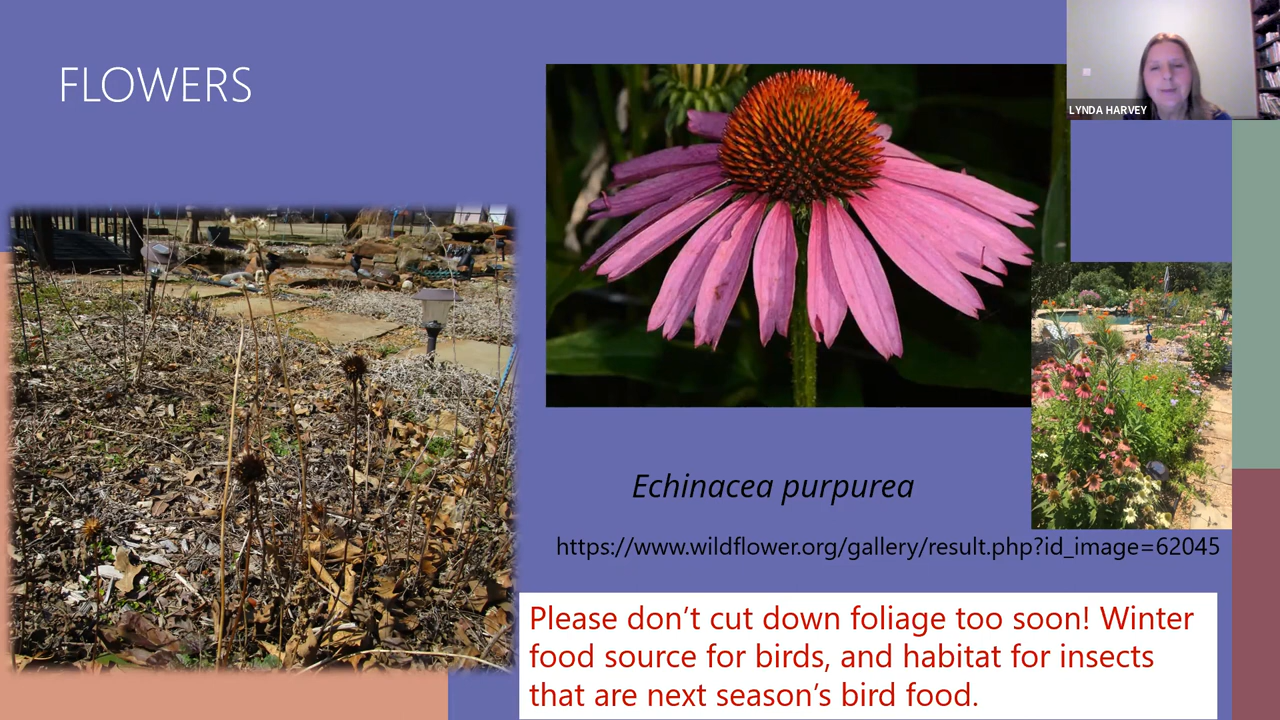 FLOWERS
LYNDA HARVEY
Echinacea purpurea
https://www.wildflower.org/gallery/result.php?id_image=62045
Please don’t cut down foliage too soon! Winter
food source for birds, and habitat for insects
that are next season’s bird food.